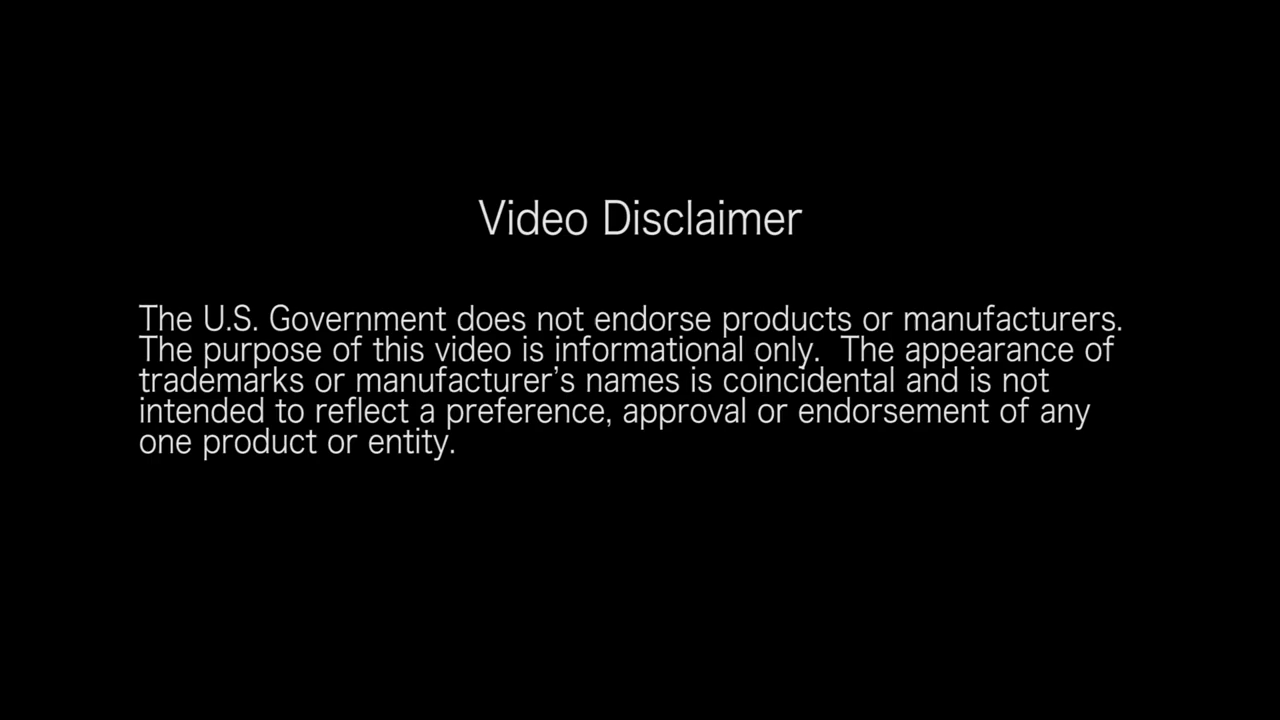 Video Disclaimer
The U.S. Government does not endorse products or manufacturers.
The purpose of this video is informational only.  The appearance of
trademarks or manufacturer’s names is coincidental and is not
intended to reflect a preference, approval or endorsement of any
one product or entity.